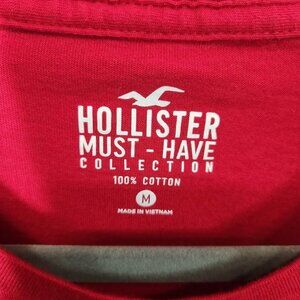 HOLLISTER
MUST - HAVE
COLLECTION
100% COTTON
M
MADE IN VIETNAM